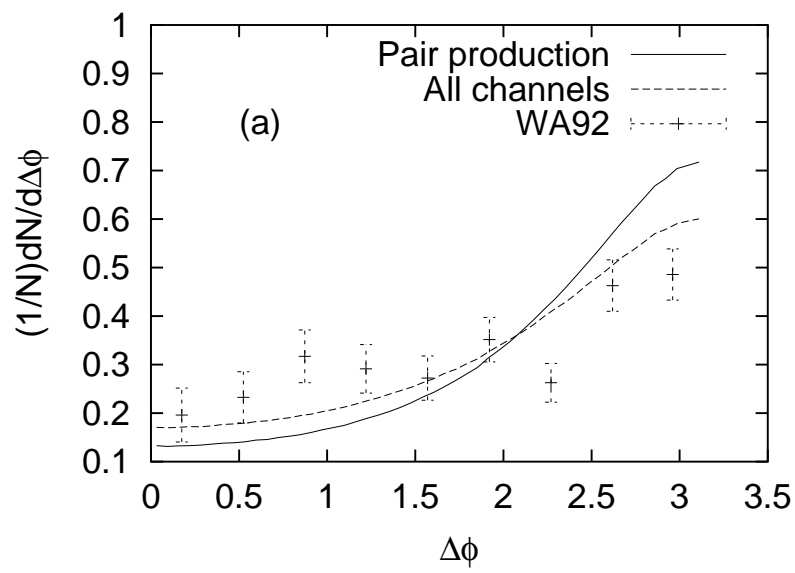 1
0.9
0.8
0.7
0.6
0.5
0.4
0.3
0.2
0.1
(1/N)dN/dΔϕ
Pair production
All channels
WA92
(a)
0 0.5 1 1.5 2 2.5 3 3.5
Δϕ